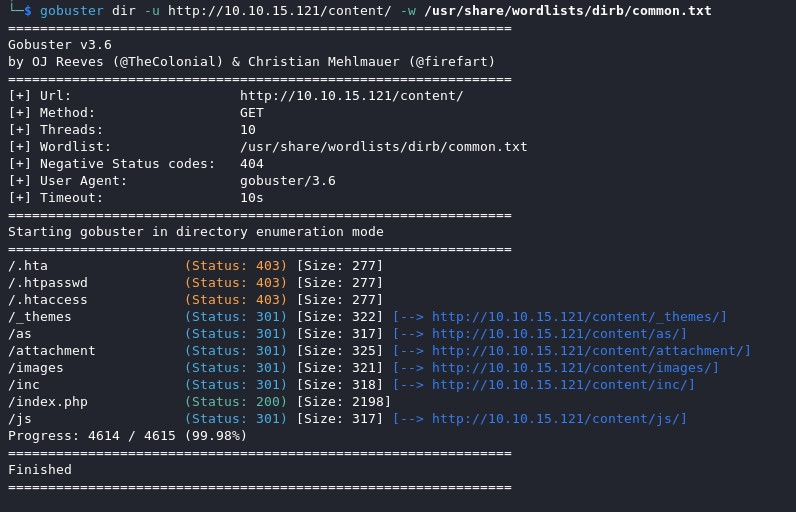 └─$ gobuster dir -u http://10.10.15.121/content/ -w /usr/share/wordlists/dirb/common.txt
===============================================================
Gobuster v3.6
by OJ Reeves (@TheColonial) & Christian Mehlmauer (@firefart)
===============================================================
[+] Url:                     http://10.10.15.121/content/
[+] Method:                  GET
[+] Threads:                 10
[+] Wordlist:                /usr/share/wordlists/dirb/common.txt
[+] Negative Status codes:   404
[+] User Agent:              gobuster/3.6
[+] Timeout:                 10s
===============================================================
Starting gobuster in directory enumeration mode
===============================================================
/.hta                 (Status: 403) [Size: 277]
/.htpasswd            (Status: 403) [Size: 277]
/.htaccess            (Status: 403) [Size: 277]
/_themes              (Status: 301) [Size: 322] [--> http://10.10.15.121/content/_themes/]
/as                   (Status: 301) [Size: 317] [--> http://10.10.15.121/content/as/]
/attachment           (Status: 301) [Size: 325] [--> http://10.10.15.121/content/attachment/]
/images               (Status: 301) [Size: 321] [--> http://10.10.15.121/content/images/]
/inc                  (Status: 301) [Size: 318] [--> http://10.10.15.121/content/inc/]
/index.php            (Status: 200) [Size: 2198]
/js                   (Status: 301) [Size: 317] [--> http://10.10.15.121/content/js/]
Progress: 4614 / 4615 (99.98%)
===============================================================
Finished
===============================================================